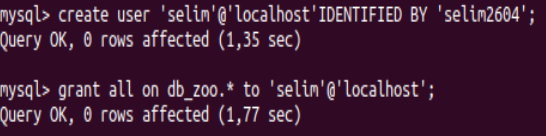 mysql> create user 'selim'@'localhost'IDENTIFIED BY 'selim2604';
Query OK, 0 rows affected (1,35 sec)
mysql> grant all on db_zoo.* to 'selim'@'localhost';
Query OK, 0 rows affected (1,77 sec)